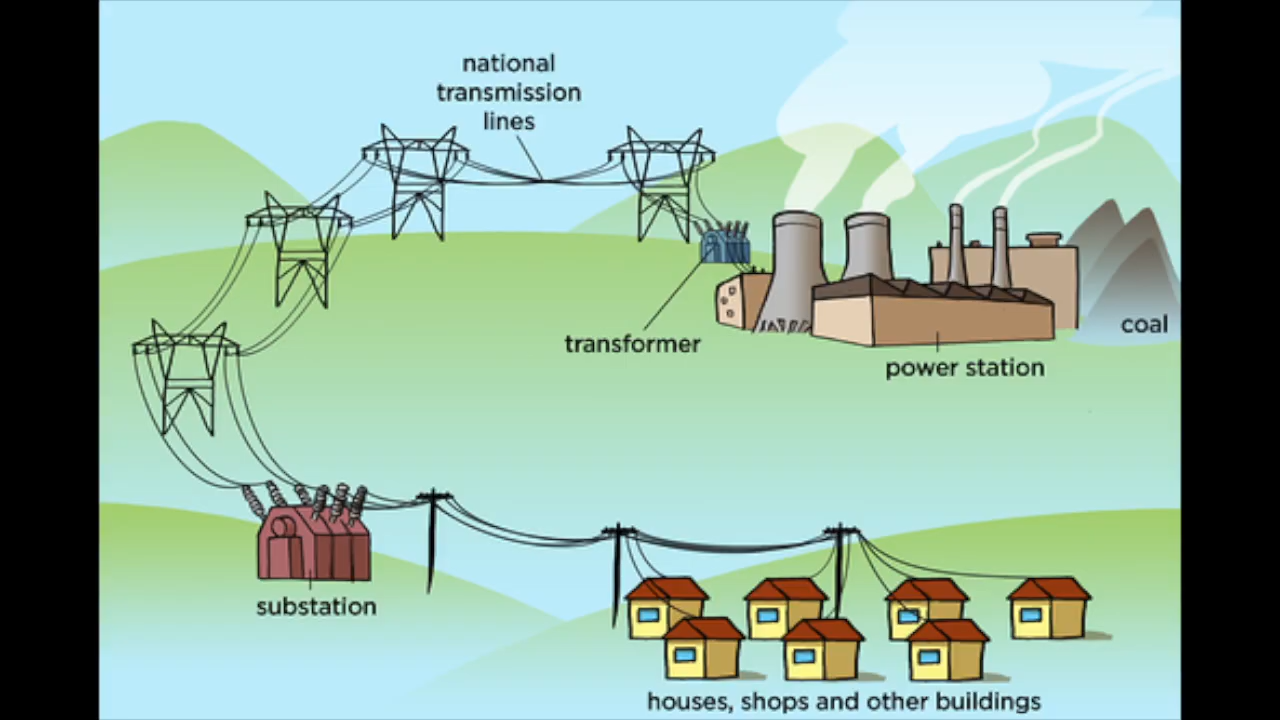 national
transmission
lines
transformer
coal
power station
substation
houses, shops and other buildings